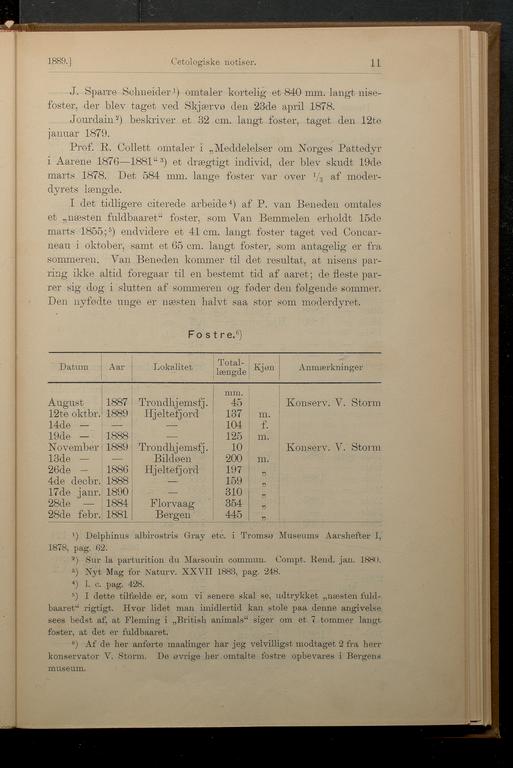 1889.] Cetologiske notiser. 11
J. Sparre Schneider¹) omtaler kortelig et 840 mm. langt nise-
foster, der blev taget ved Skjærvø den 23de april 1878.
Jourdain²) beskriver et 32 cm. langt foster, taget den 12te
januar 1879.
Prof. R. Collett omtaler i „Meddelelser om Norges Pattedyr
i Aarene 1876—1881“ ³) et drægtigt individ, der blev skudt 19de
marts 1878. Det 584 mm. lange foster var over ¹/₃ af moder-
dyrets længde.
I det tidligere citerede arbeide⁴) af P. van Beneden omtales
et „næsten fuldbaaret“ foster, som Van Bemmelen erholdt 15de
marts 1855;⁵) endvidere et 41 cm. langt foster taget ved Concar-
neau i oktober, samt et 65 cm. langt foster, som antagelig er fra
sommeren. Van Beneden kommer til det resultat, at nisens par-
ring ikke altid foregaar til en bestemt tid af aaret; de fleste par-
rer sig dog i slutten af sommeren og føder den følgende sommer.
Den nyfødte unge er næsten halvt saa stor som moderdyret.
Fostre.⁶)
Datum Aar Lokalitet Total-længde Kjøn Anmærkninger
mm.
August 1887 Trondhjemsfj. 45 Konserv. V. Storm
12te oktbr. 1889 Hjeltefjord 137 m.
14de — — — 104 f.
19de — 1888 — 125 m.
November 1889 Trondhjemsfj. 10 Konserv. V. Storm
13de — — Bildøen 200 m.
26de — 1886 Hjeltefjord 197 „
4de decbr. 1888 — 159 „
17de janr. 1890 — 310 „
28de — 1884 Florvaag 354 „
28de febr. 1881 Bergen 445 „
¹) Delphinus albirostris Gray etc. i Tromsø Museums Aarshefter I,
1878, pag. 62.
²) Sur la parturition du Marsouin commun. Compt. Rend. jan. 1880.
³) Nyt Mag for Naturv. XXVII 1883, pag. 248.
⁴) l. c. pag. 428.
⁵) I dette tilfælde er, som vi senere skal se, udtrykket „næsten fuld-
baaret“ rigtigt. Hvor lidet man imidlertid kan stole paa denne angivelse
sees bedst af, at Fleming i „British animals“ siger om et 7 tommer langt
foster, at det er fuldbaaret.
⁶) Af de her anførte maalinger har jeg velvilligst modtaget 2 fra herr
konservator V. Storm. De øvrige her omtalte fostre opbevares i Bergens
museum.